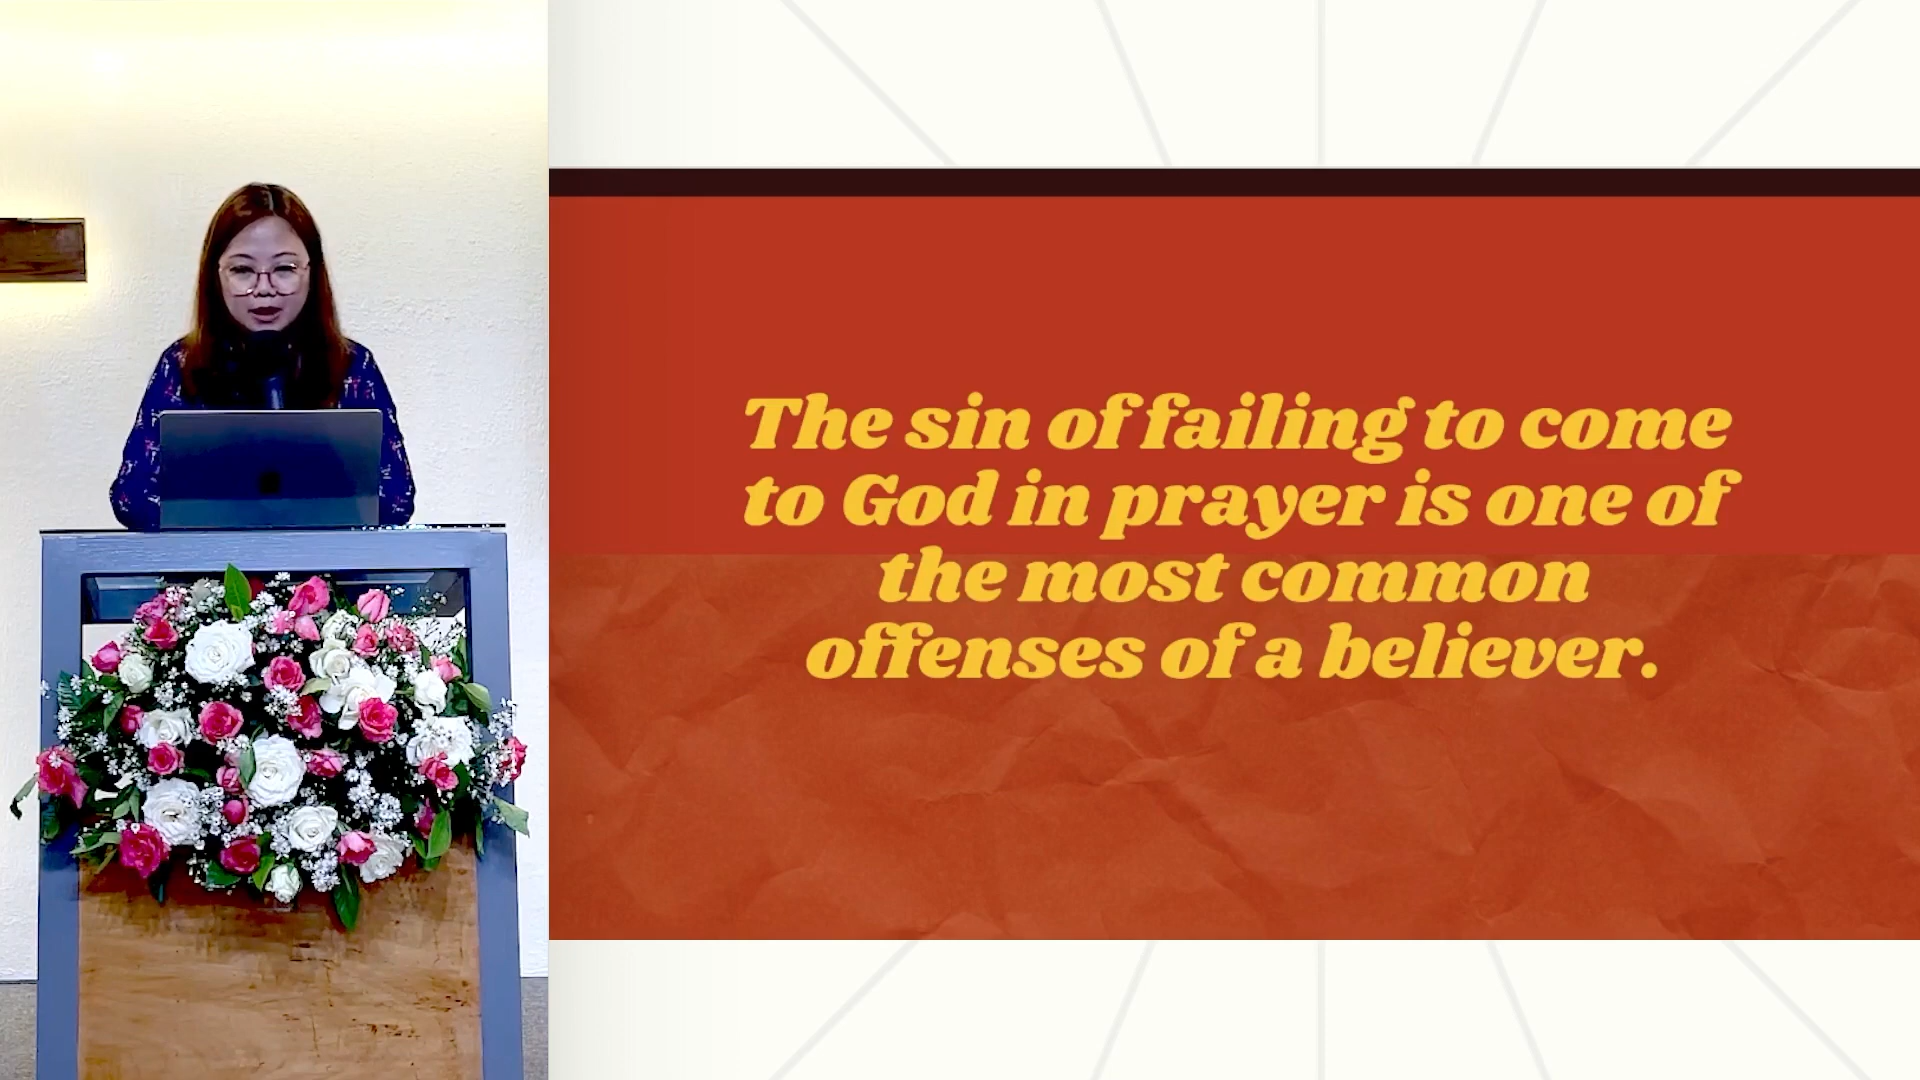 The sin of failing to come
to God in prayer is one of
the most common
offenses of a believer.